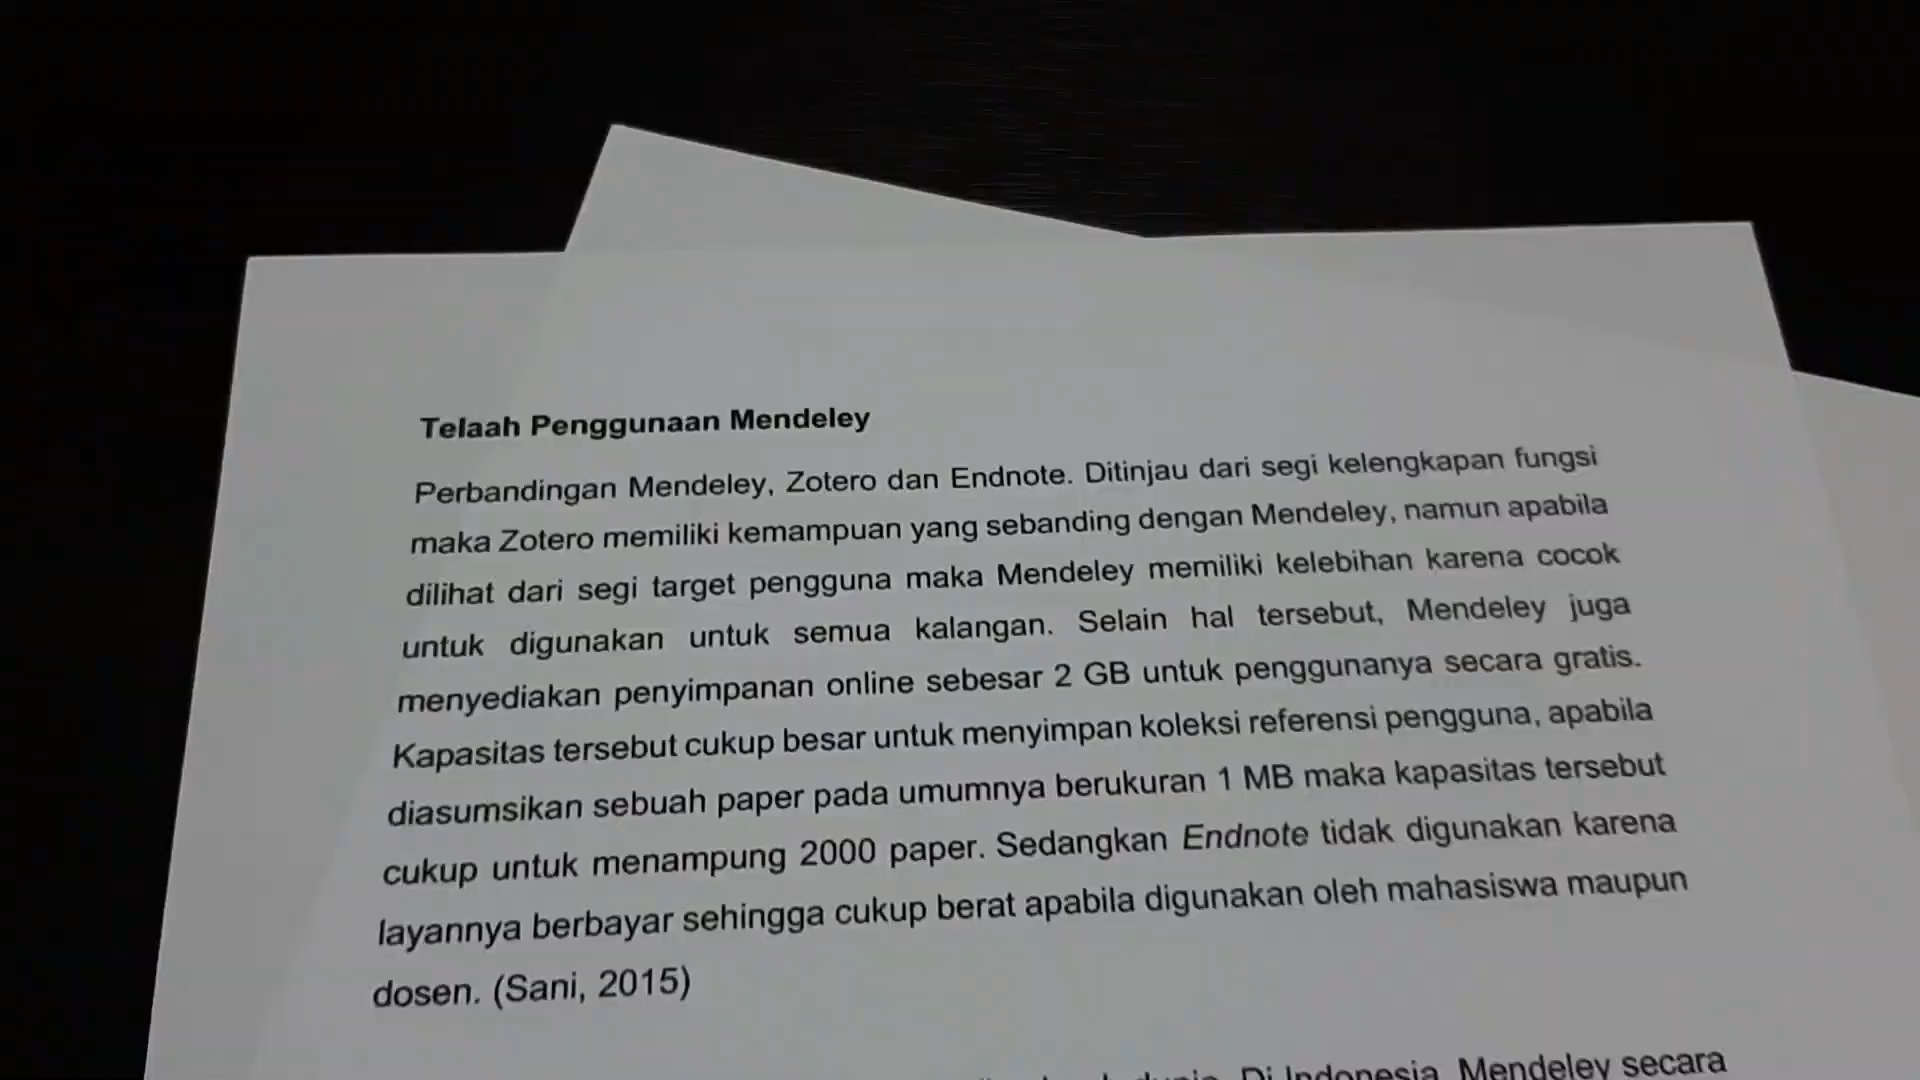 Telaah Penggunaan Mendeley
Perbandingan Mendeley, Zotero dan Endnote. Ditinjau dari segi kelengkapan fungsi
maka Zotero memiliki kemampuan yang sebanding dengan Mendeley, namun apabila
dilihat dari segi target pengguna maka Mendeley memiliki kelebihan karena cocok
untuk digunakan untuk semua kalangan. Selain hal tersebut, Mendeley juga
menyediakan penyimpanan online sebesar 2 GB untuk penggunanya secara gratis.
Kapasitas tersebut cukup besar untuk menyimpan koleksi referensi pengguna, apabila
diasumsikan sebuah paper pada umumnya berukuran 1 MB maka kapasitas tersebut
cukup untuk menampung 2000 paper. Sedangkan Endnote tidak digunakan karena
layannya berbayar sehingga cukup berat apabila digunakan oleh mahasiswa maupun
dosen. (Sani, 2015)
Di Indonesia, Mendeley secara